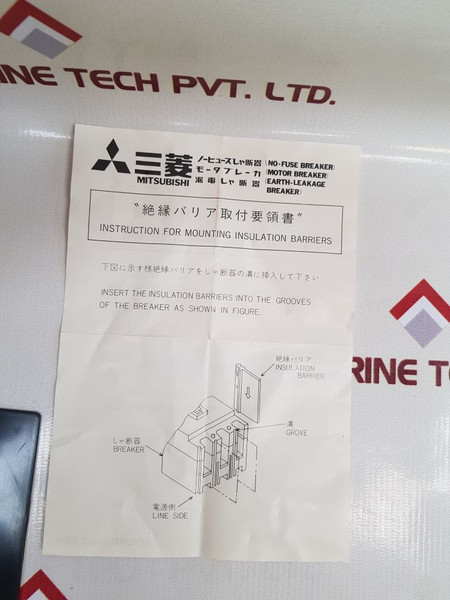 RINE TECH PVT. LTD.
三菱
MITSUBISHI
ノーヒューズしゃ断器 (NO-FUSE BREAKER)
モータブレーカ (MOTOR BREAKER)
漏電しゃ断器 (EARTH-LEAKAGE BREAKER)
"絶縁バリア取付要領書"
INSTRUCTION FOR MOUNTING INSULATION BARRIERS
下図に示す様絶縁バリアをしゃ断器の溝に挿入して下さい
INSERT THE INSULATION BARRIERS INTO THE GROOVES
OF THE BREAKER AS SHOWN IN FIGURE.
絶縁バリア
INSULATION
BARRIER
溝
GROVE
しゃ断器
BREAKER
電源側
LINE SIDE
RINE TE